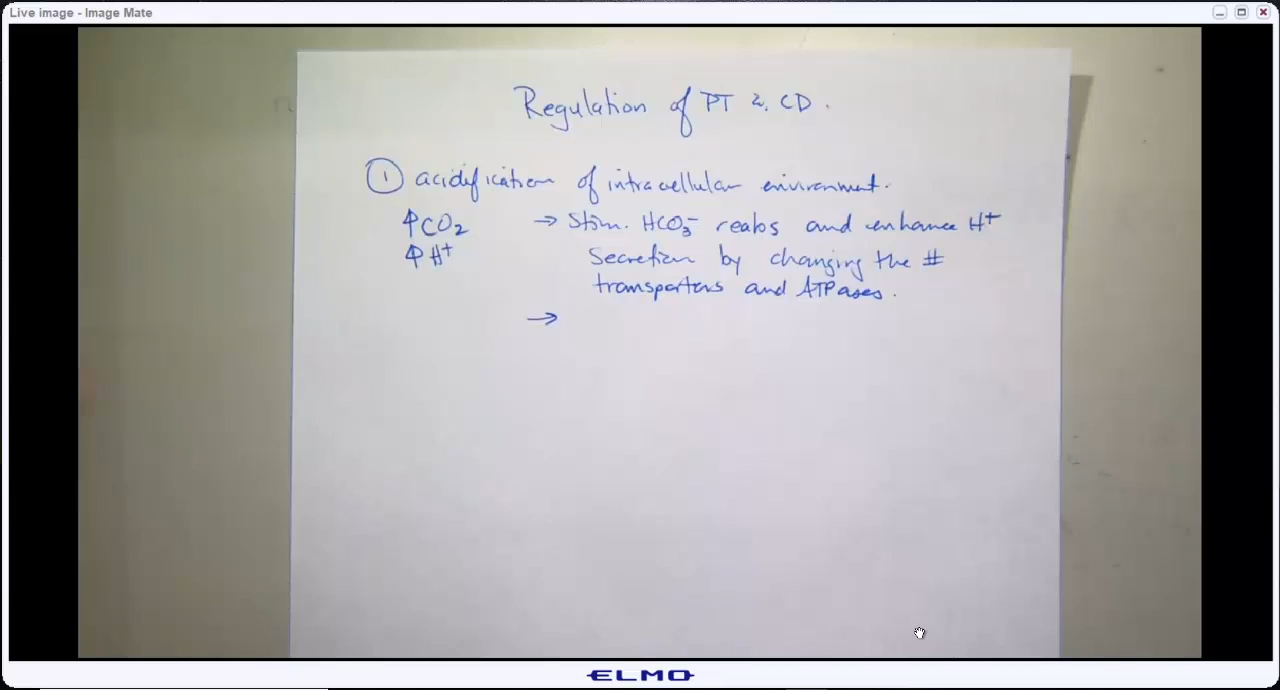 Live image - Image Mate
Regulation of PT & CD.
① acidification of intracellular environment.
↑CO₂ → Stim. HCO₃⁻ reabs and enhance H⁺
↑H⁺ Secretion by changing the #
transporters and ATPases.
→
ELMO